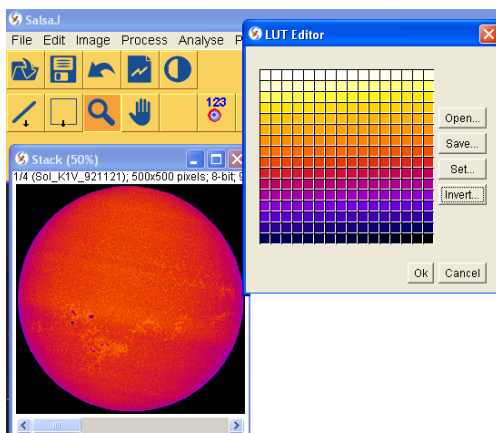 SalsaJ
File Edit Image Process Analyse P
123
Stack (50%)
1/4 (Sol_K1V_921121); 500x500 pixels; 8-bit; 9
LUT Editor
Open...
Save...
Set...
Invert...
Ok Cancel